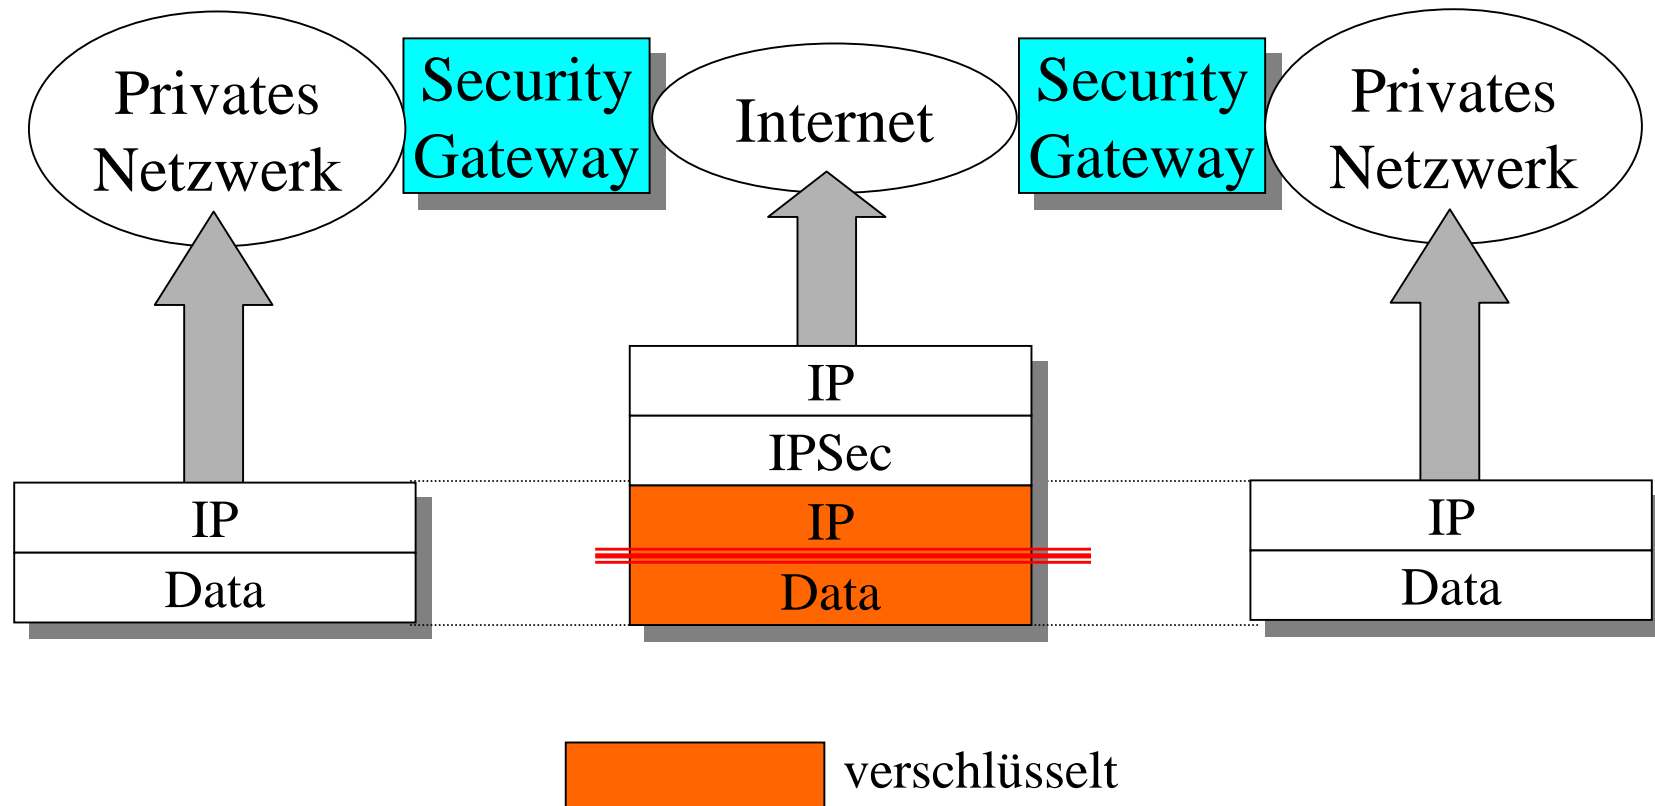 Privates
Netzwerk
Security
Gateway
Internet
Security
Gateway
Privates
Netzwerk
IP
Data
IP
IPSec
IP
Data
IP
Data
verschlüsselt